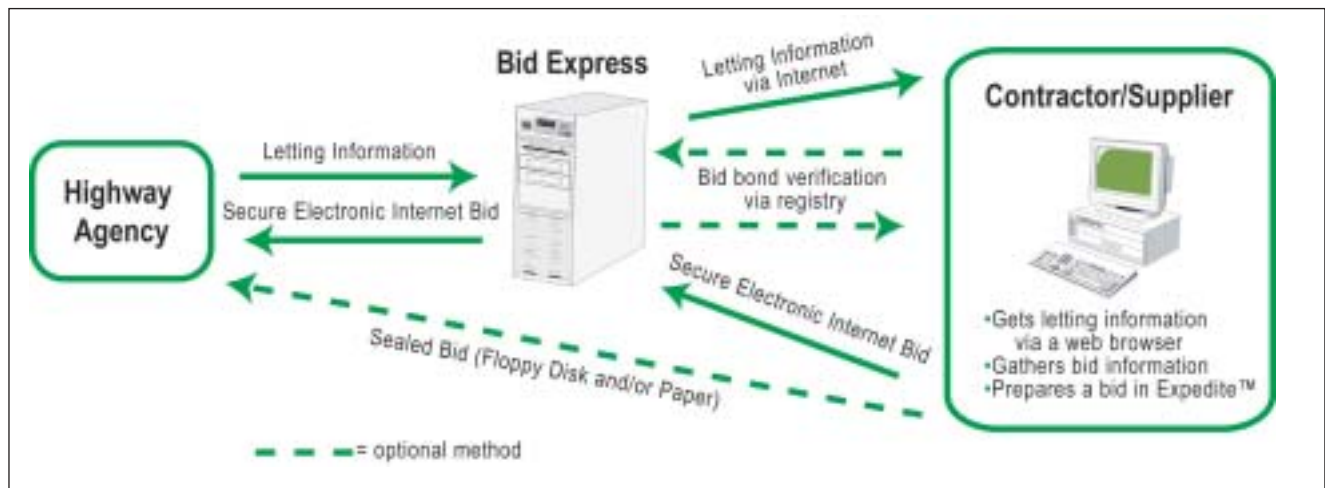 Bid Express
Letting Information
via Internet
Contractor/Supplier
Highway
Agency
Letting Information
Secure Electronic Internet Bid
Bid bond verification
via registry
Secure Electronic Internet Bid
Sealed Bid (Floppy Disk and/or Paper)
•Gets letting information
via a web browser
•Gathers bid information
•Prepares a bid in Expedite™
= optional method